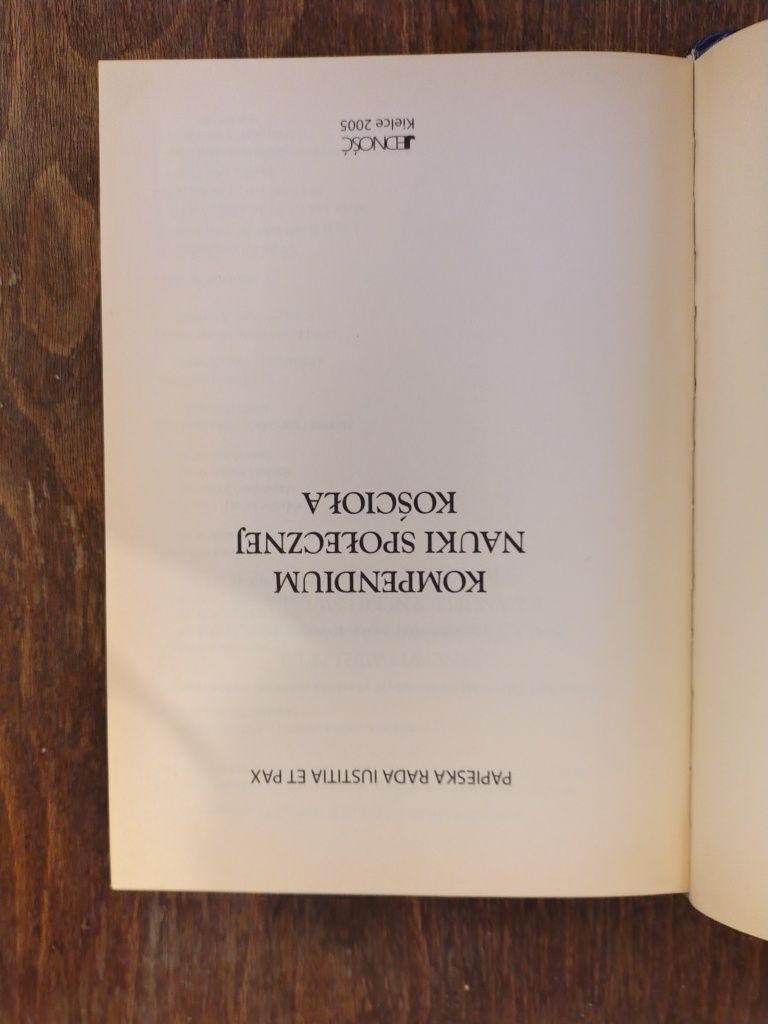 PAPIESKA RADA IUSTITIA ET PAX
KOMPENDIUM
NAUKI SPOŁECZNEJ
KOŚCIOŁA
JEDNOŚĆ
Kielce 2005